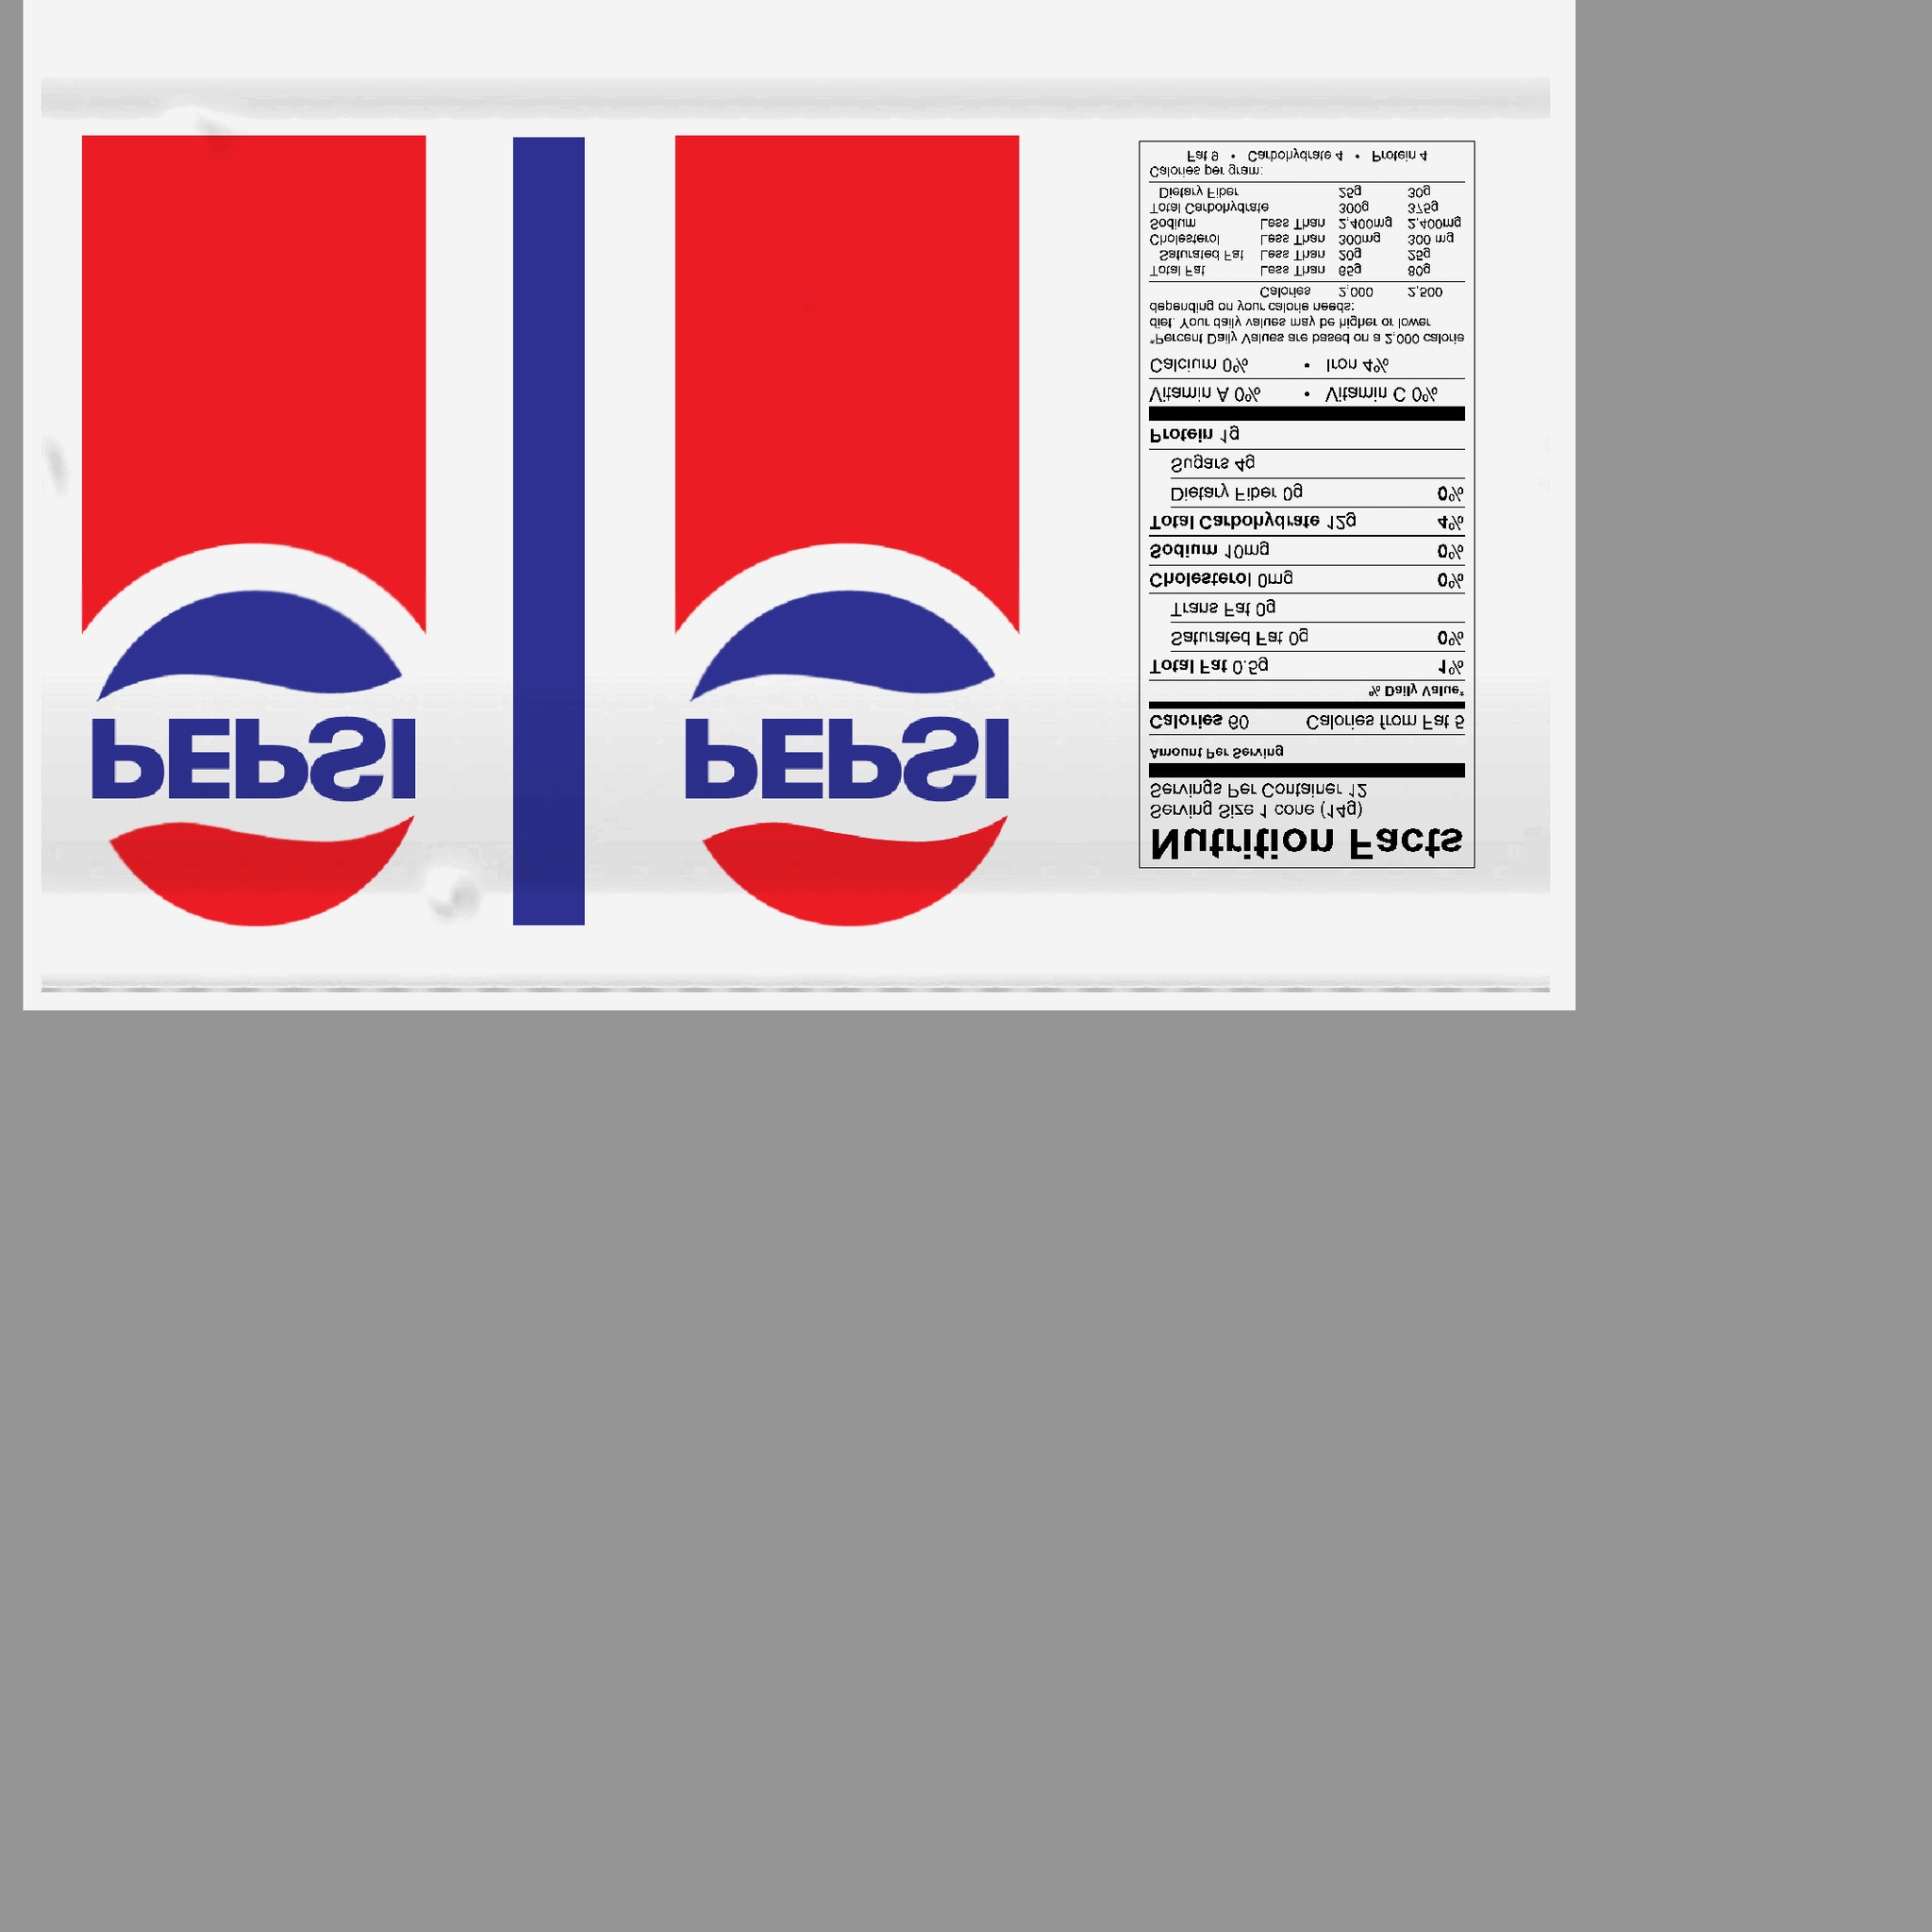 PEPSI
PEPSI
Nutrition Facts
Serving Size 1 cone (14g)
Servings Per Container 12
Amount Per Serving
Calories 60 Calories from Fat 5
% Daily Value*
Total Fat 0.5g 1%
Saturated Fat 0g 0%
Trans Fat 0g
Cholesterol 0mg 0%
Sodium 10mg 0%
Total Carbohydrate 12g 4%
Dietary Fiber 0g 0%
Sugars 4g
Protein 1g
Vitamin A 0% • Vitamin C 0%
Calcium 0% • Iron 4%
*Percent Daily Values are based on a 2,000 calorie
diet. Your daily values may be higher or lower
depending on your calorie needs:
Calories 2,000 2,500
Total Fat Less Than 65g 80g
Saturated Fat Less Than 20g 25g
Cholesterol Less Than 300mg 300 mg
Sodium Less Than 2,400mg 2,400mg
Total Carbohydrate 300g 375g
Dietary Fiber 25g 30g
Calories per gram:
Fat 9 • Carbohydrate 4 • Protein 4